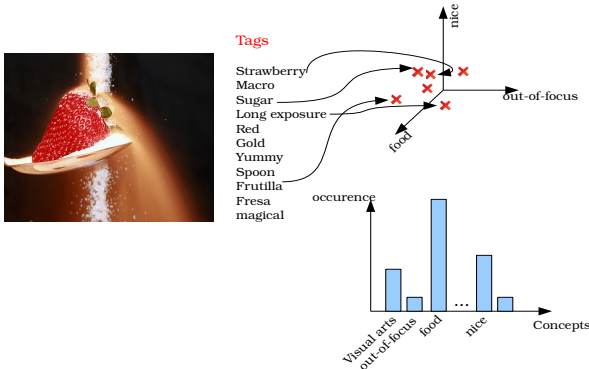 Tags
Strawberry
Macro
Sugar
Long exposure
Red
Gold
Yummy
Spoon
Frutilla
Fresa
magical
nice
out-of-focus
food
occurence
Visual arts
out-of-focus
food
...
nice
Concepts